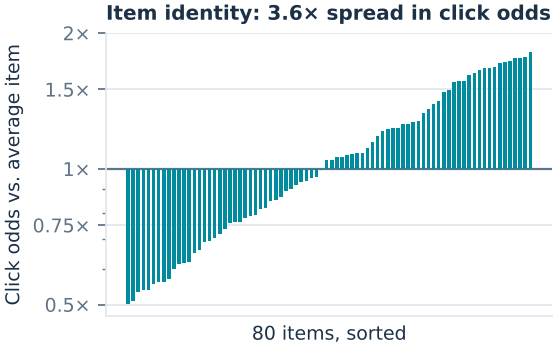 Item identity: 3.6× spread in click odds
Click odds vs. average item
2×
1.5×
1×
0.75×
0.5×
80 items, sorted